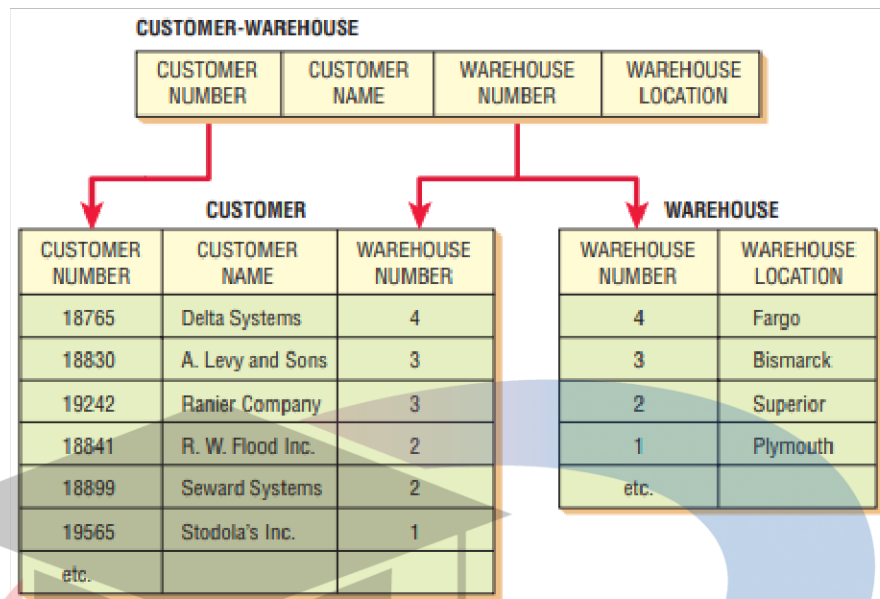 CUSTOMER-WAREHOUSE
CUSTOMER NUMBER CUSTOMER NAME WAREHOUSE NUMBER WAREHOUSE LOCATION
CUSTOMER
CUSTOMER NUMBER CUSTOMER NAME WAREHOUSE NUMBER
18765 Delta Systems 4
18830 A. Levy and Sons 3
19242 Ranier Company 3
18841 R. W. Flood Inc. 2
18899 Seward Systems 2
19565 Stodola's Inc. 1
etc.
WAREHOUSE
WAREHOUSE NUMBER WAREHOUSE LOCATION
4 Fargo
3 Bismarck
2 Superior
1 Plymouth
etc.